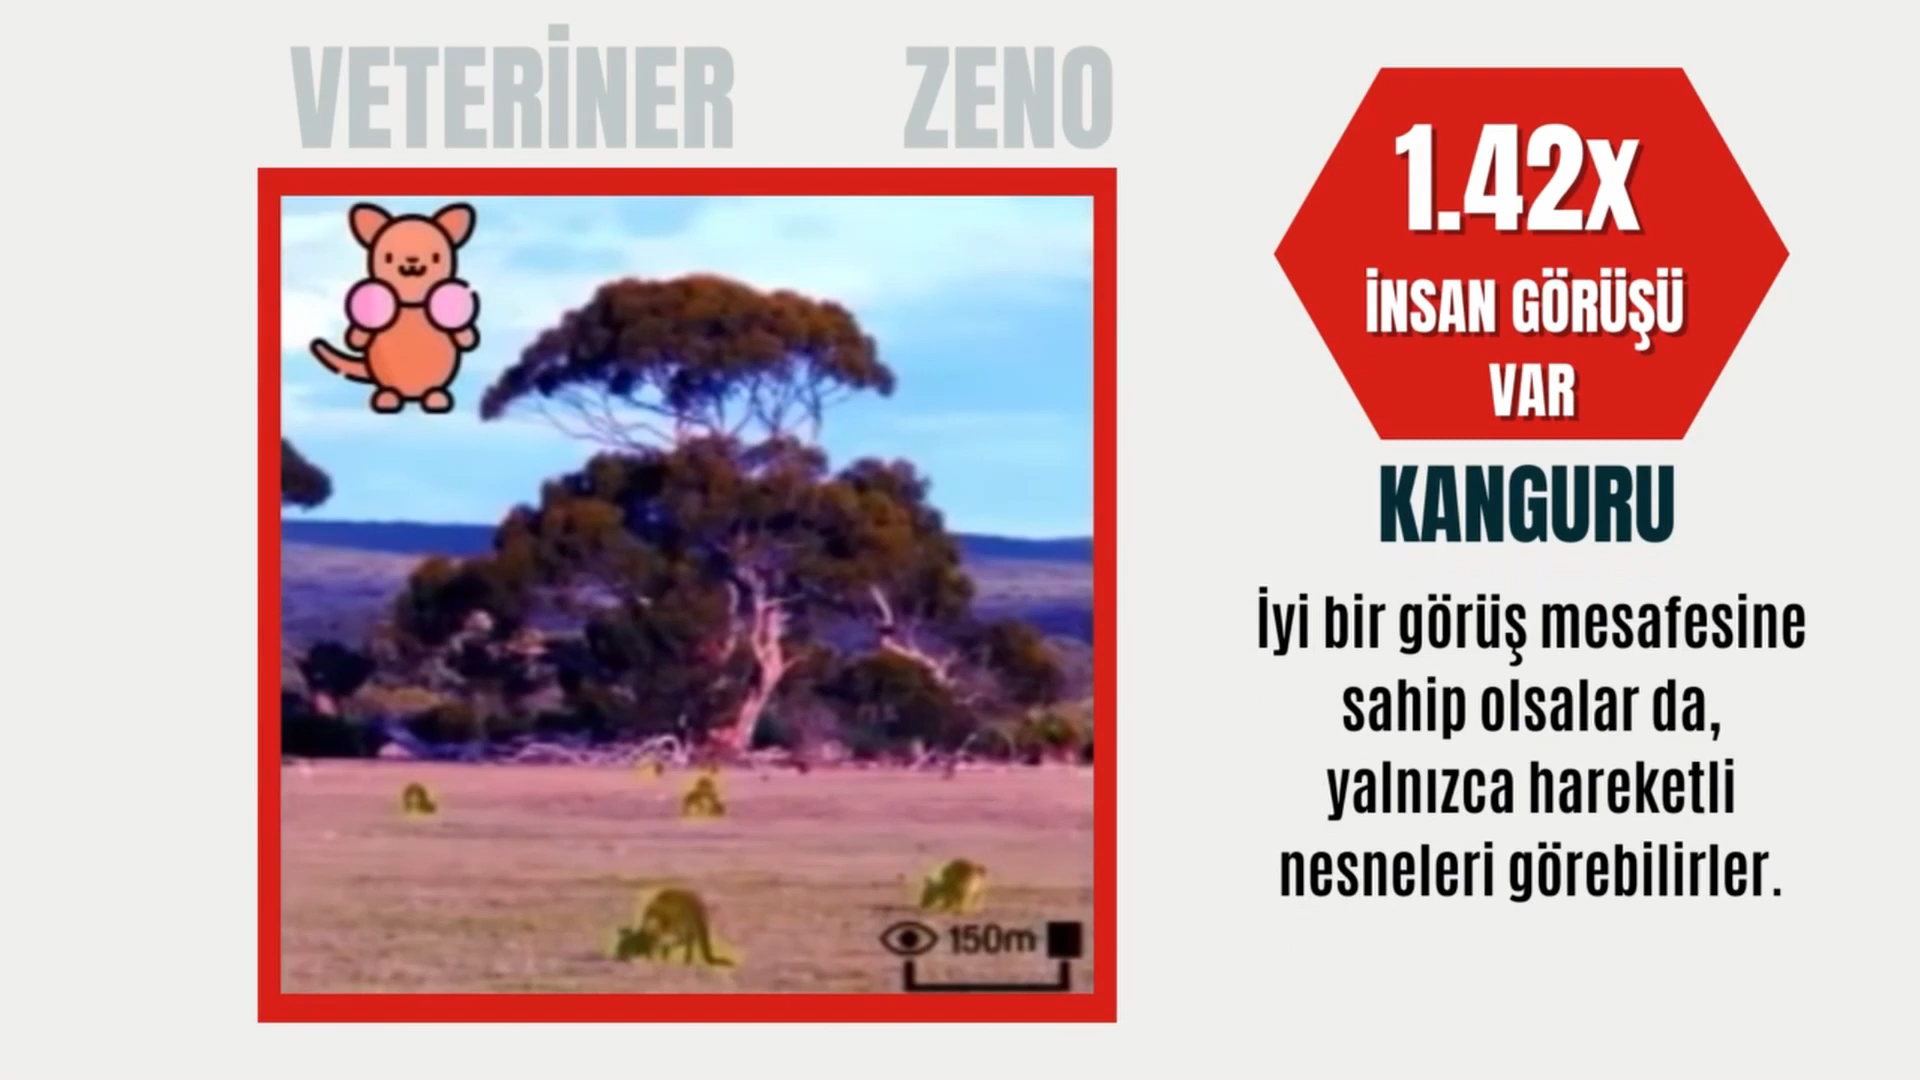 VETERİNER ZENO
1.42X
İNSAN GÖRÜŞÜ
VAR
KANGURU
İyi bir görüş mesafesine
sahip olsalar da,
yalnızca hareketli
nesneleri görebilirler.
150m